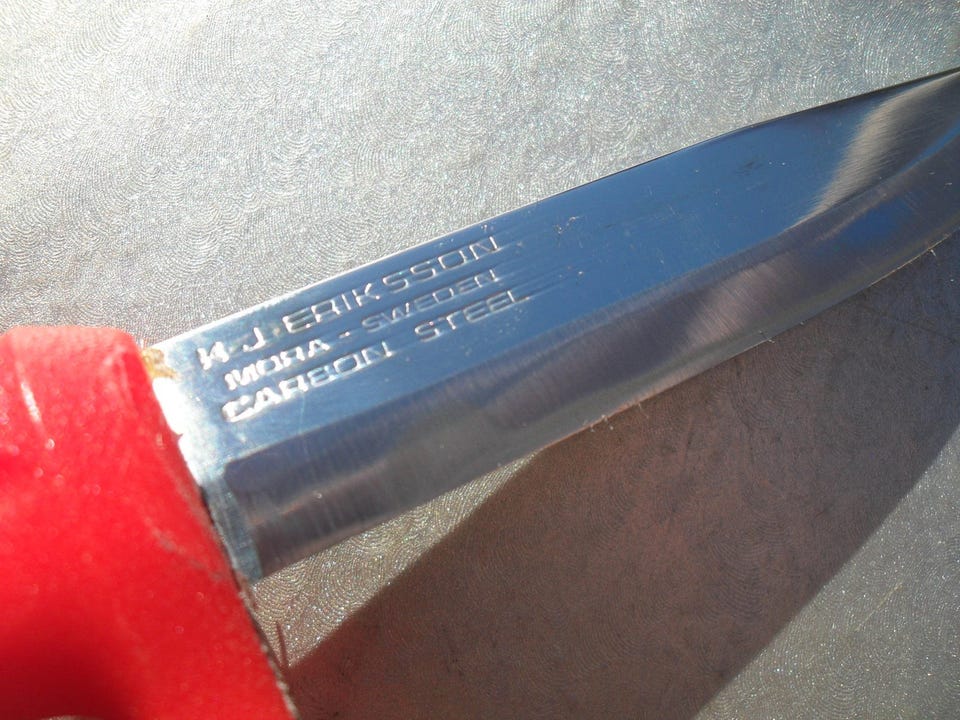 K-J ERIKSSON
MORA - SWEDEN
CARBON STEEL